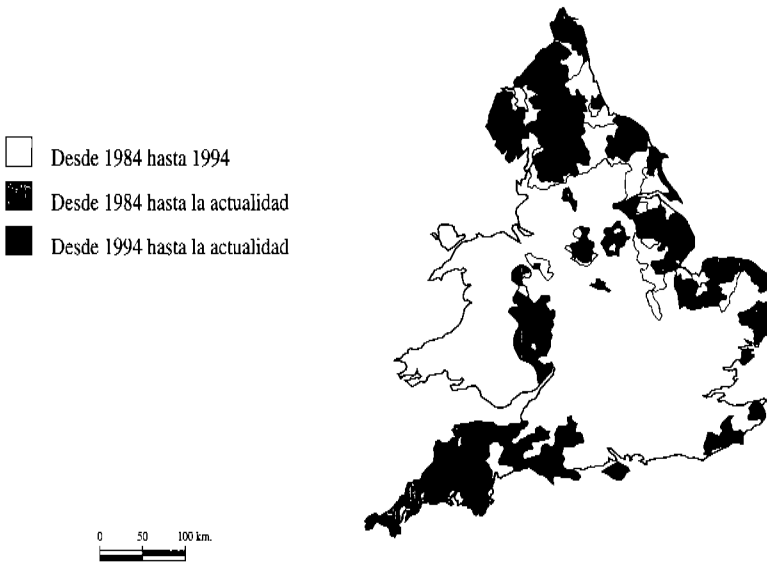 Desde 1984 hasta 1994
Desde 1984 hasta la actualidad
Desde 1994 hasta la actualidad
0 50 100 km.